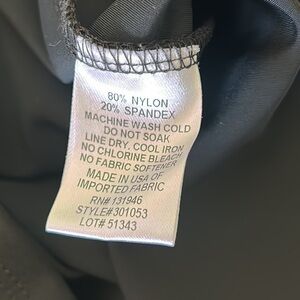 80% NYLON
20% SPANDEX
MACHINE WASH COLD
DO NOT SOAK
LINE DRY. COOL IRON
NO CHLORINE BLEACH
NO FABRIC SOFTENER
MADE IN USA OF
IMPORTED FABRIC
RN# 131946
STYLE#301053
LOT# 51343